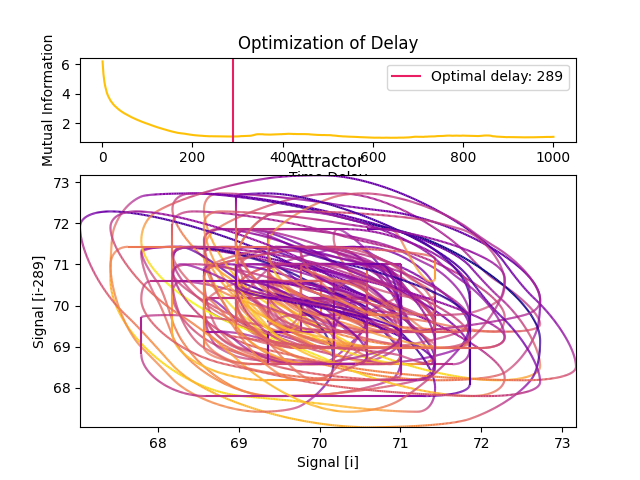 Optimization of Delay
Mutual Information
6
4
2
Optimal delay: 289
0 200 400 600 800 1000
Attractor
Signal [i-289]
73
72
71
70
69
68
68 69 70 71 72 73
Signal [i]